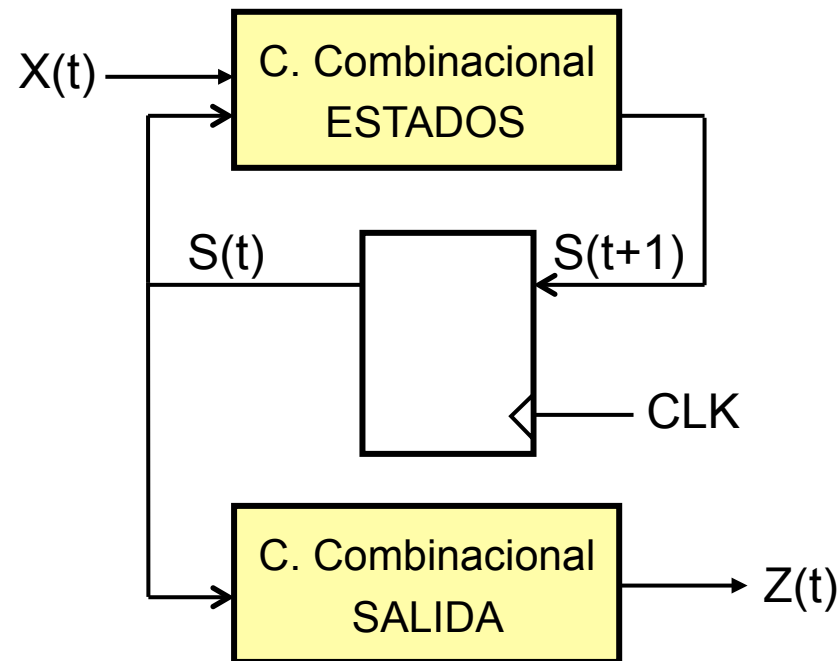 X(t)
C. Combinacional
ESTADOS
S(t)
S(t+1)
CLK
C. Combinacional
SALIDA
Z(t)